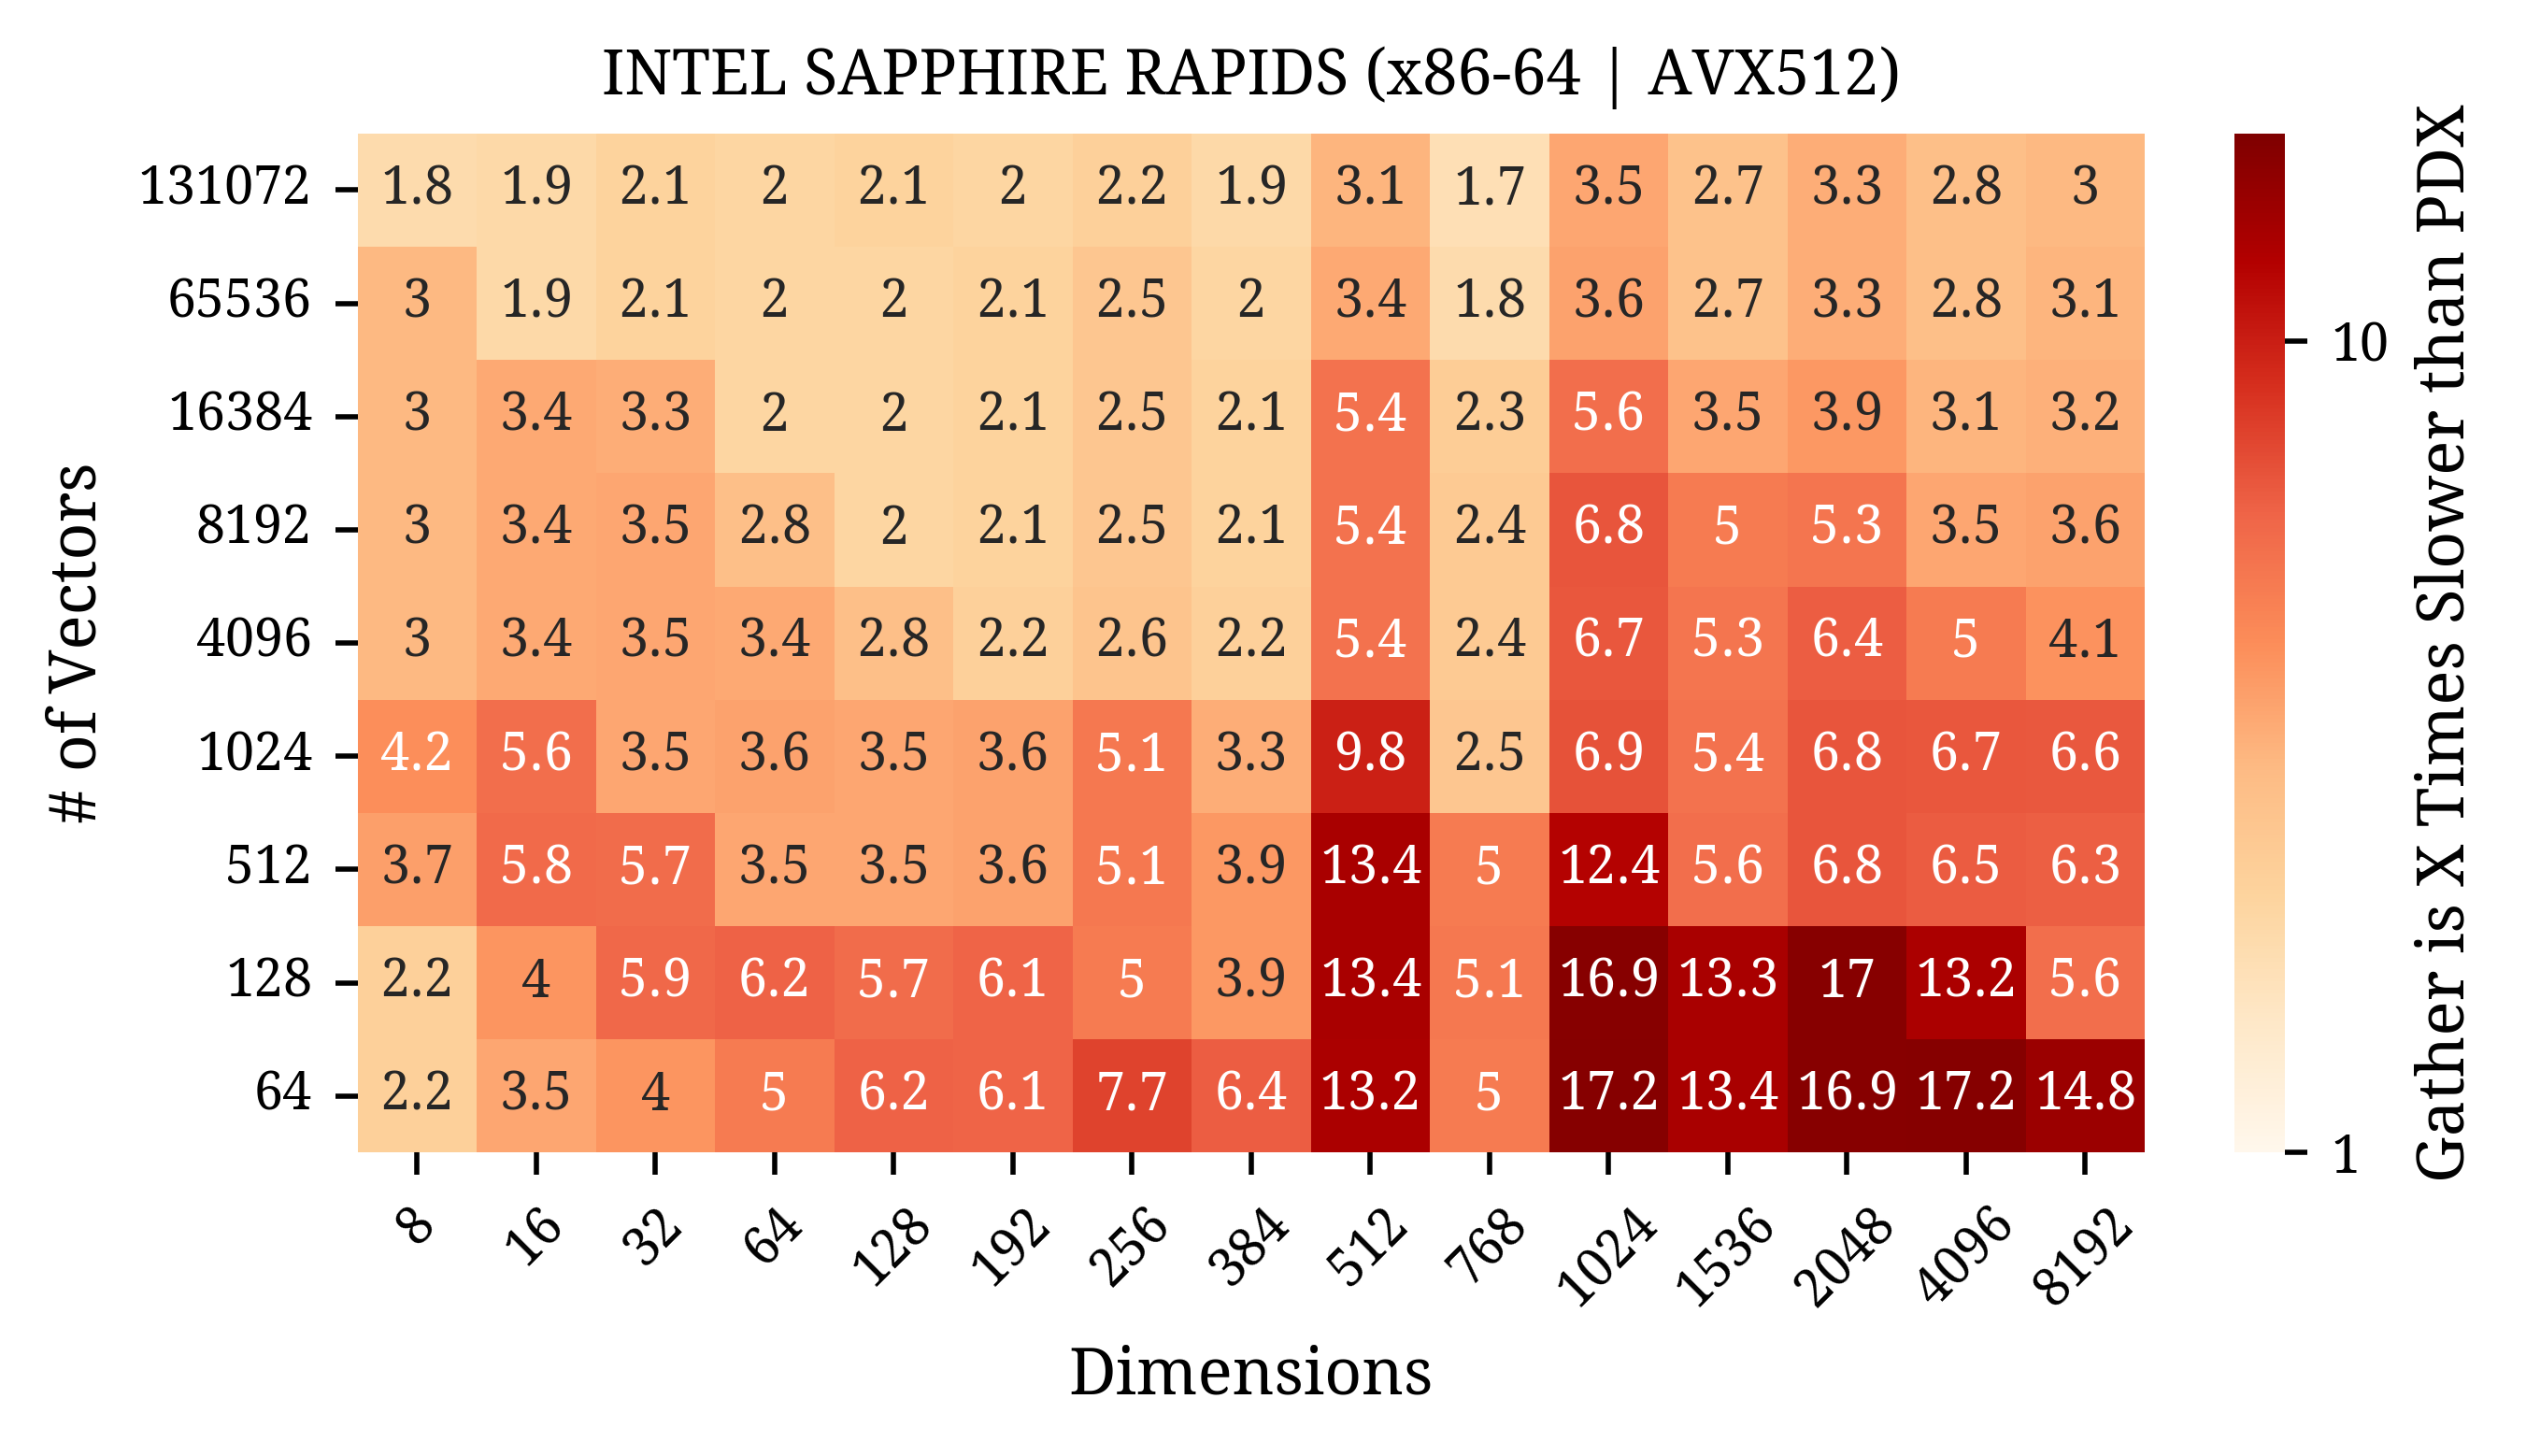 INTEL SAPPHIRE RAPIDS (x86-64 | AVX512)
# of Vectors
131072 1.8 1.9 2.1 2 2.1 2 2.2 1.9 3.1 1.7 3.5 2.7 3.3 2.8 3
65536 3 1.9 2.1 2 2 2.1 2.5 2 3.4 1.8 3.6 2.7 3.3 2.8 3.1
16384 3 3.4 3.3 2 2 2.1 2.5 2.1 5.4 2.3 5.6 3.5 3.9 3.1 3.2
8192 3 3.4 3.5 2.8 2 2.1 2.5 2.1 5.4 2.4 6.8 5 5.3 3.5 3.6
4096 3 3.4 3.5 3.4 2.8 2.2 2.6 2.2 5.4 2.4 6.7 5.3 6.4 5 4.1
1024 4.2 5.6 3.5 3.6 3.5 3.6 5.1 3.3 9.8 2.5 6.9 5.4 6.8 6.7 6.6
512 3.7 5.8 5.7 3.5 3.5 3.6 5.1 3.9 13.4 5 12.4 5.6 6.8 6.5 6.3
128 2.2 4 5.9 6.2 5.7 6.1 5 3.9 13.4 5.1 16.9 13.3 17 13.2 5.6
64 2.2 3.5 4 5 6.2 6.1 7.7 6.4 13.2 5 17.2 13.4 16.9 17.2 14.8
8 16 32 64 128 192 256 384 512 768 1024 1536 2048 4096 8192
Dimensions
10
1
Gather is X Times Slower than PDX